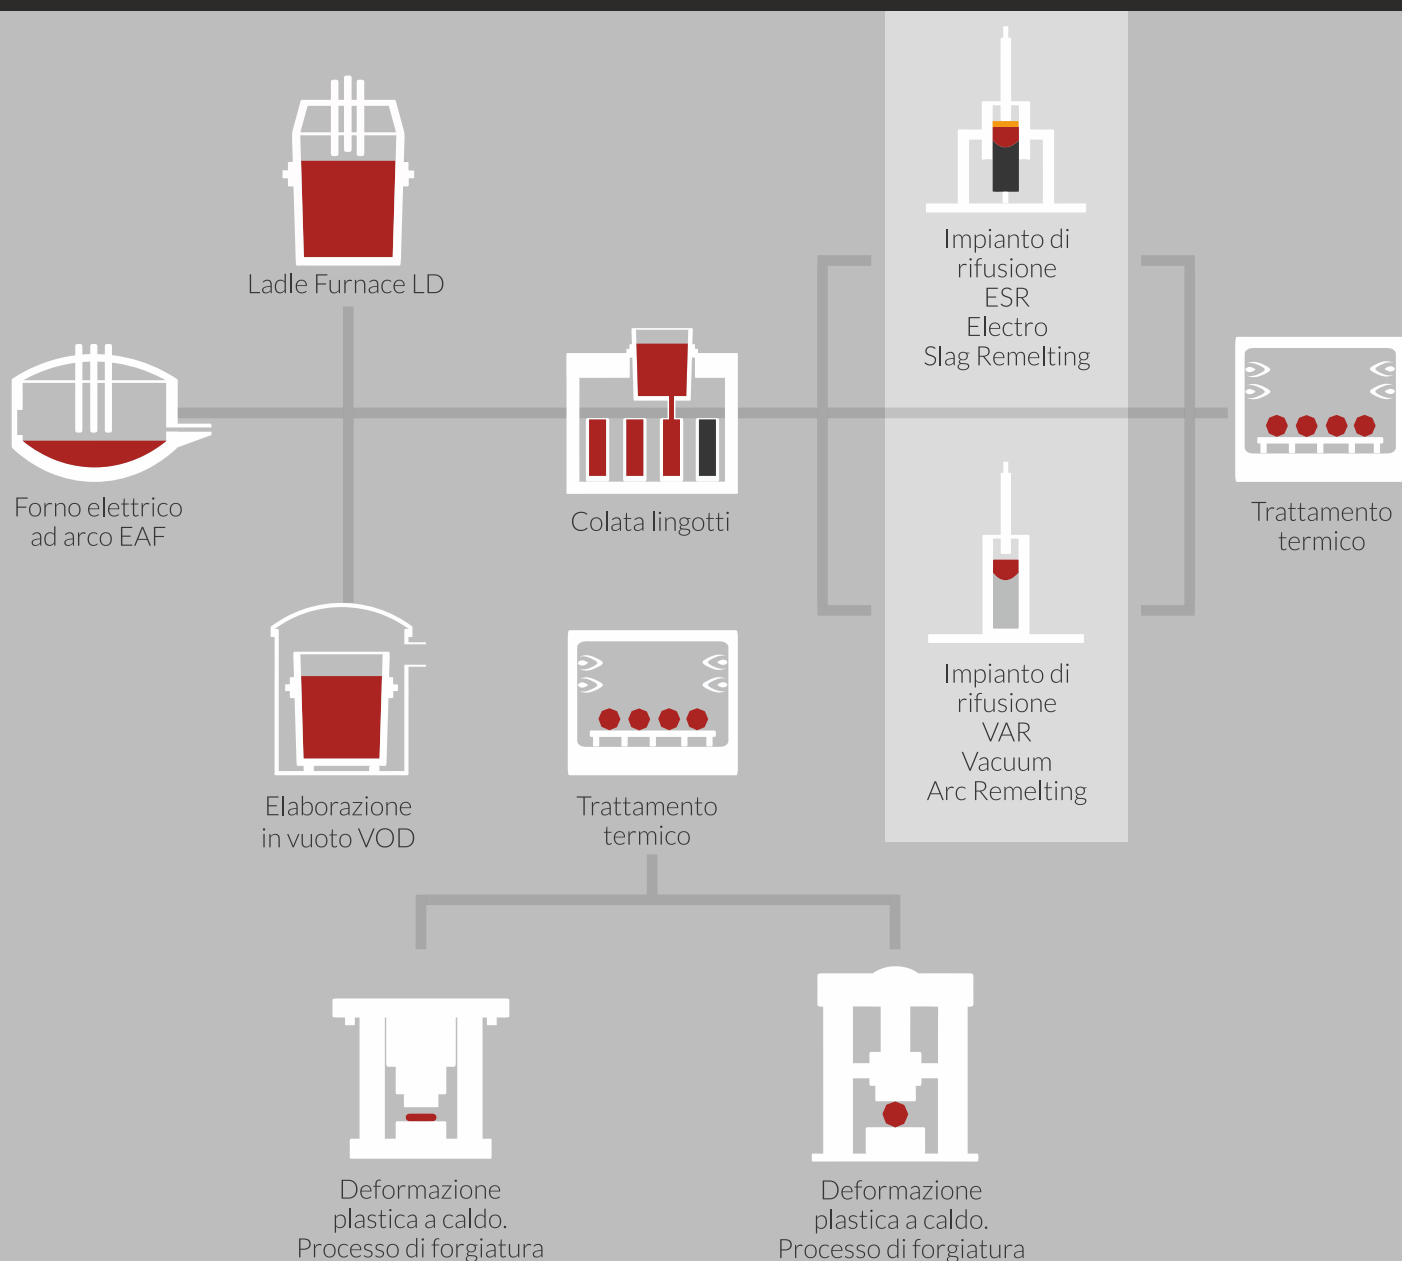 Ladle Furnace LD
Forno elettrico
ad arco EAF
Colata lingotti
Impianto di
rifusione
ESR
Electro
Slag Remelting
Trattamento
termico
Elaborazione
in vuoto VOD
Trattamento
termico
Impianto di
rifusione
VAR
Vacuum
Arc Remelting
Deformazione
plastica a caldo.
Processo di forgiatura
Deformazione
plastica a caldo.
Processo di forgiatura